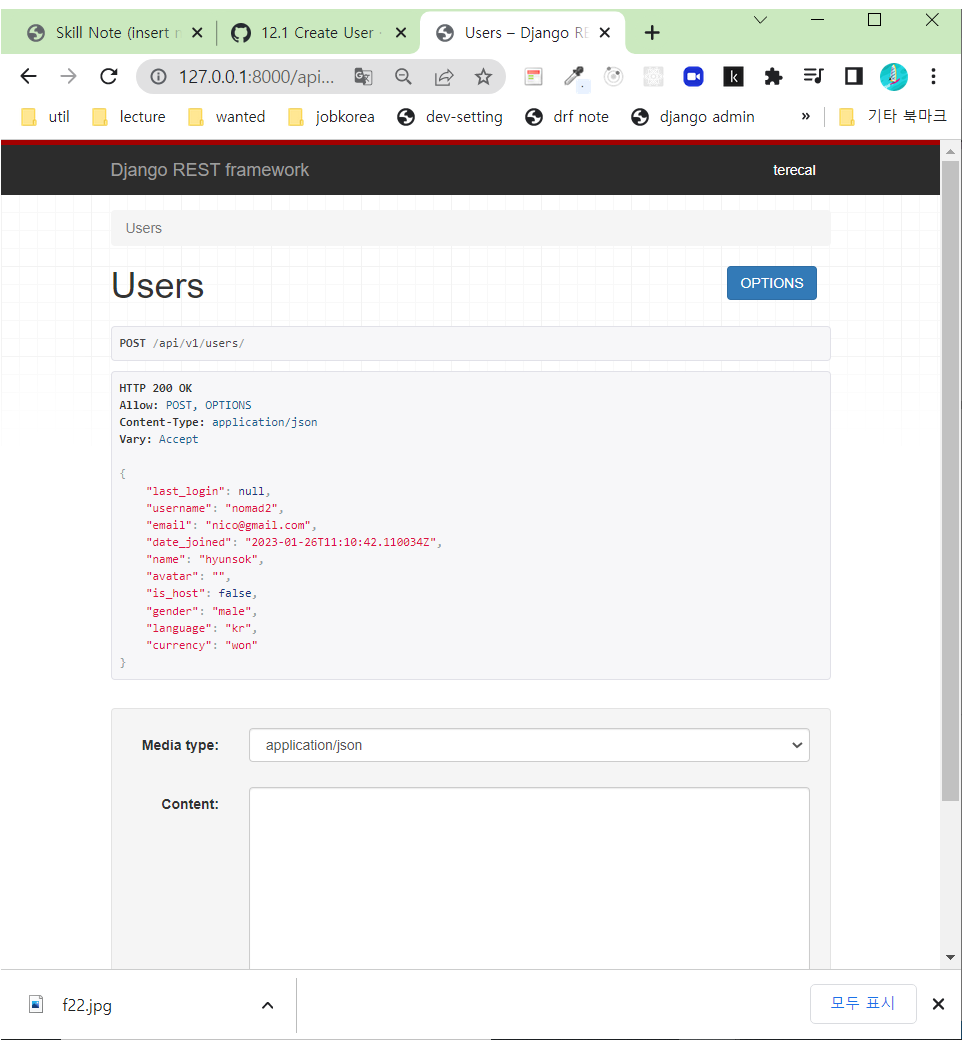 Skill Note (insert
12.1 Create User
Users – Django RE
127.0.0.1:8000/api...
util
lecture
wanted
jobkorea
dev-setting
drf note
django admin
»
기타 북마크
Django REST framework
terecal
Users
Users
OPTIONS
POST /api/v1/users/
HTTP 200 OK
Allow: POST, OPTIONS
Content-Type: application/json
Vary: Accept
{
"last_login": null,
"username": "nomad2",
"email": "nico@gmail.com",
"date_joined": "2023-01-26T11:10:42.110034Z",
"name": "hyunsok",
"avatar": "",
"is_host": false,
"gender": "male",
"language": "kr",
"currency": "won"
}
Media type:
application/json
Content:
f22.jpg
모두 표시